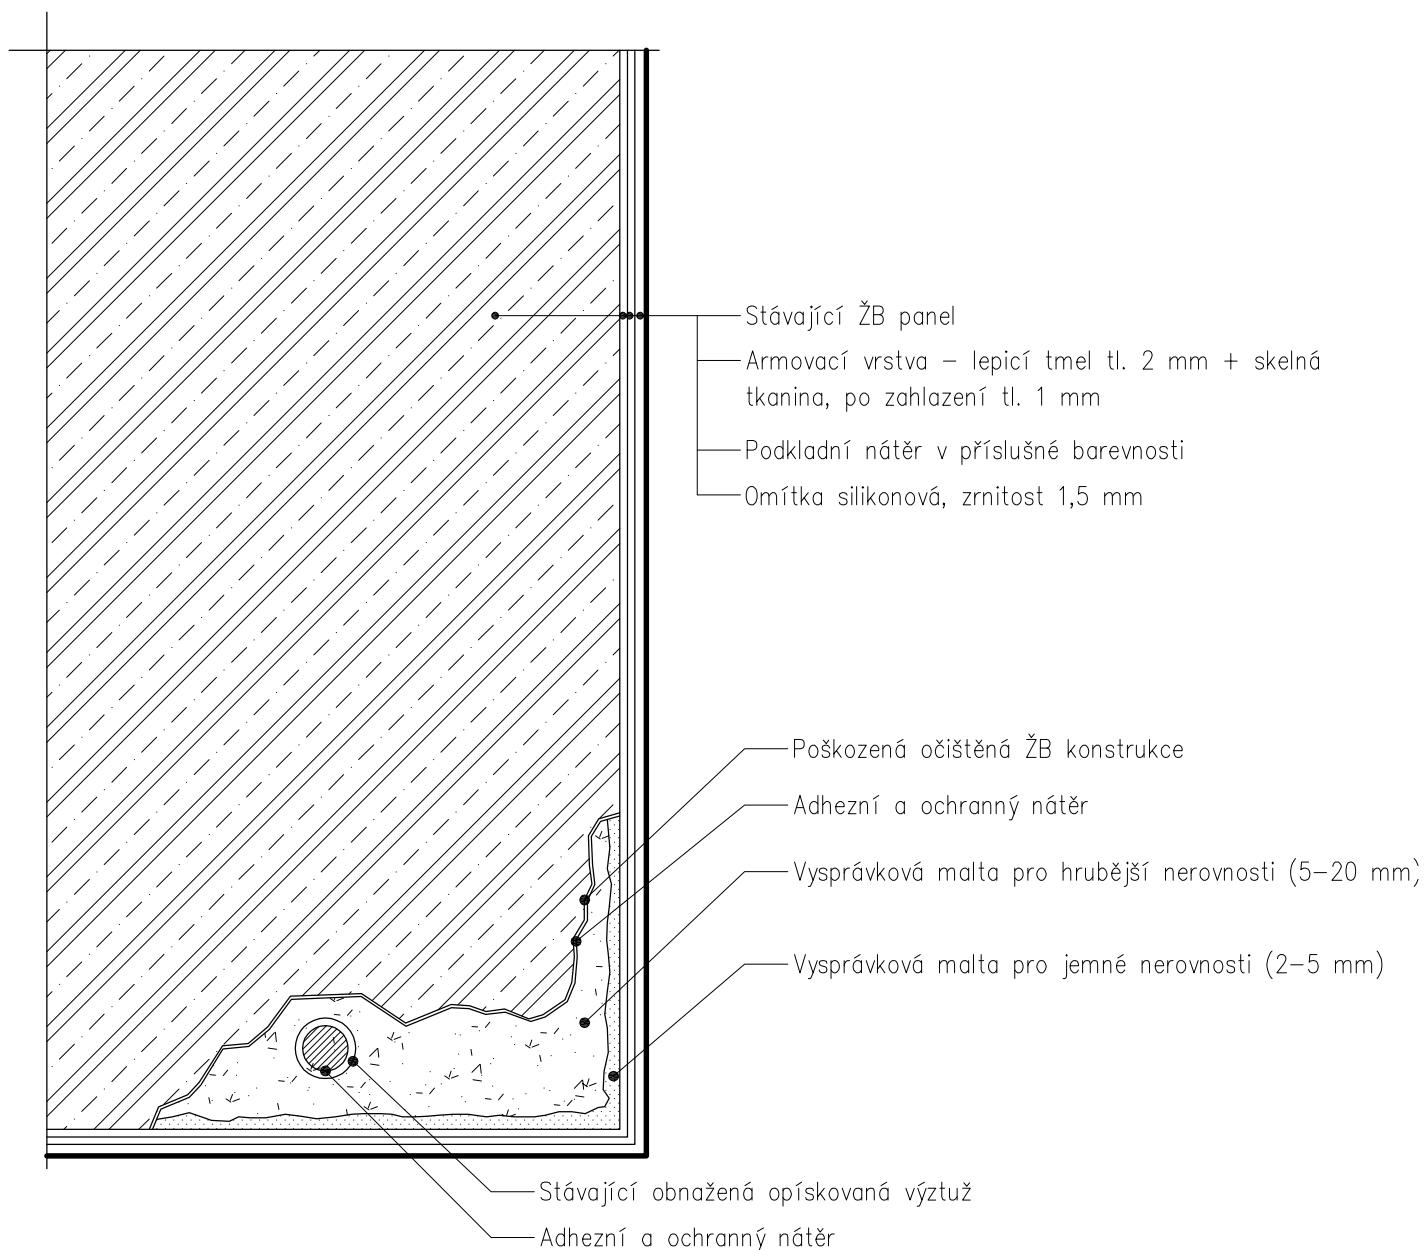 Stávající ŽB panel
Armovací vrstva – lepicí tmel tl. 2 mm + skelná
tkanina, po zahlazení tl. 1 mm
Podkladní nátěr v příslušné barevnosti
Omítka silikonová, zrnitost 1,5 mm
Poškozená očištěná ŽB konstrukce
Adhezní a ochranný nátěr
Vysprávková malta pro hrubější nerovnosti (5–20 mm)
Vysprávková malta pro jemné nerovnosti (2–5 mm)
Stávající obnažená opískovaná výztuž
Adhezní a ochranný nátěr